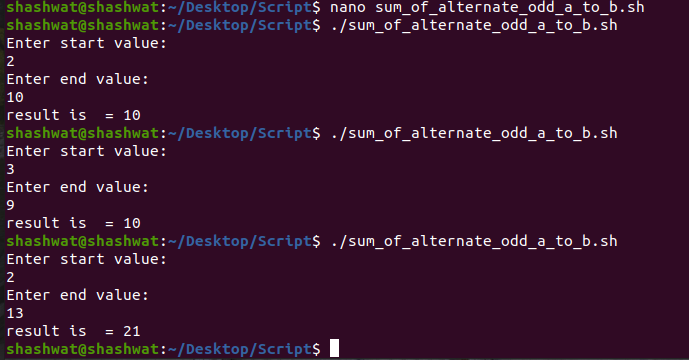 shashwat@shashwat:~/Desktop/Script$ nano sum_of_alternate_odd_a_to_b.sh
shashwat@shashwat:~/Desktop/Script$ ./sum_of_alternate_odd_a_to_b.sh
Enter start value:
2
Enter end value:
10
result is  = 10
shashwat@shashwat:~/Desktop/Script$ ./sum_of_alternate_odd_a_to_b.sh
Enter start value:
3
Enter end value:
9
result is  = 10
shashwat@shashwat:~/Desktop/Script$ ./sum_of_alternate_odd_a_to_b.sh
Enter start value:
2
Enter end value:
13
result is  = 21
shashwat@shashwat:~/Desktop/Script$